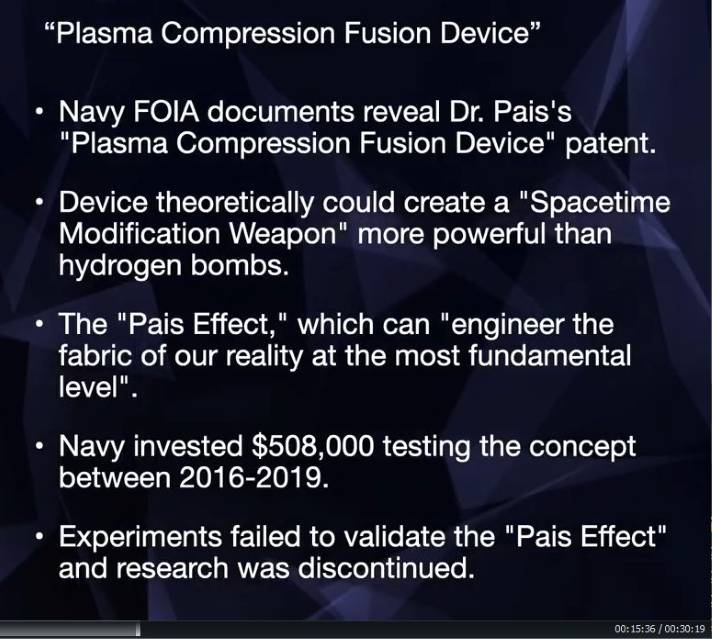 “Plasma Compression Fusion Device”
• Navy FOIA documents reveal Dr. Pais's
"Plasma Compression Fusion Device" patent.
• Device theoretically could create a "Spacetime
Modification Weapon" more powerful than
hydrogen bombs.
• The "Pais Effect," which can "engineer the
fabric of our reality at the most fundamental
level".
• Navy invested $508,000 testing the concept
between 2016-2019.
• Experiments failed to validate the "Pais Effect"
and research was discontinued.
00:15:36 / 00:30:19